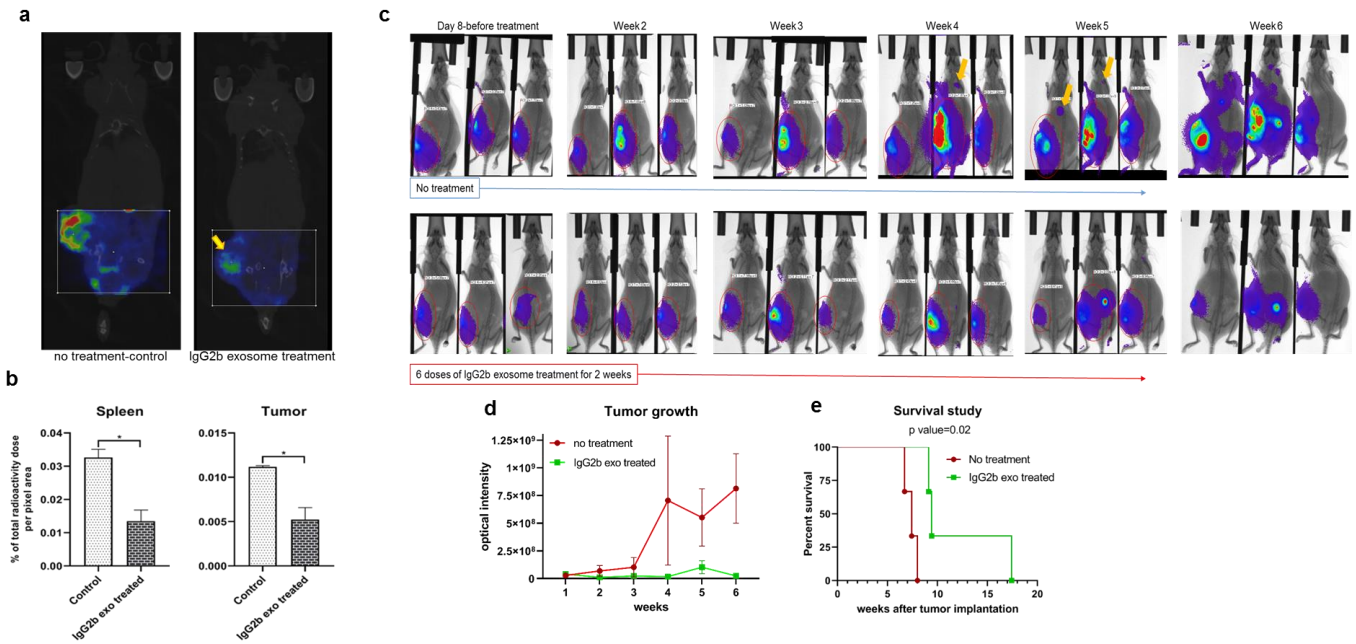 a
no treatment-control
IgG2b exosome treatment
b
Spleen
Tumor
% of total radioactivity dose
per pixel area
0.04
0.03
0.02
0.01
0.00
*
Control
IgG2b exo treated
0.015
0.010
0.005
0.000
*
Control
IgG2b exo treated
c
Day 8-before treatment
Week 2
Week 3
Week 4
Week 5
Week 6
No treatment
6 doses of IgG2b exosome treatment for 2 weeks
d
Tumor growth
optical intensity
1.25×10⁹
1×10⁹
7.5×10⁸
5×10⁸
2.5×10⁸
0
no treatment
IgG2b exo treated
1 2 3 4 5 6
weeks
e
Survival study
p value=0.02
Percent survival
100
75
50
25
0
No treatment
IgG2b exo treated
0 5 10 15 20
weeks after tumor implantation